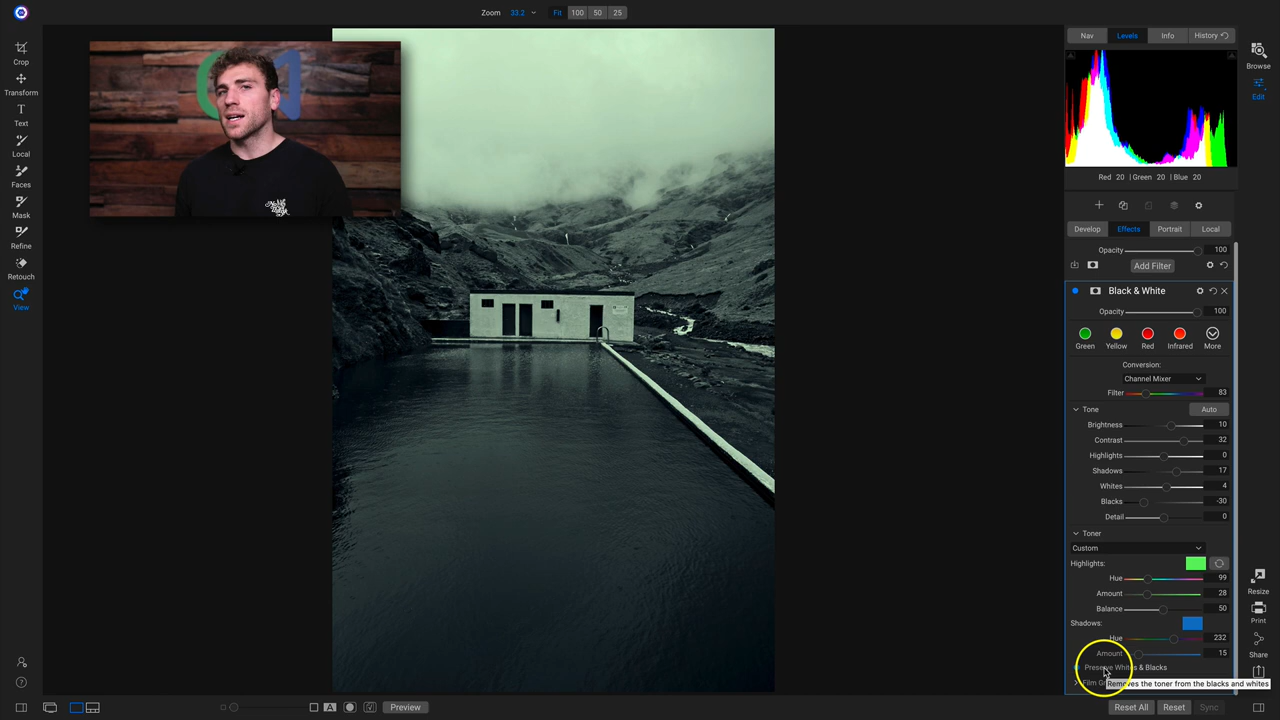 Zoom 33.2 Fit 100 50 25
Crop
Transform
Text
Local
Faces
Mask
Refine
Retouch
View
Nav Levels Info History
Red 20 | Green 20 | Blue 20
Develop Effects Portrait Local
Opacity 100
Add Filter
Black & White
Opacity 100
Green Yellow Red Infrared More
Conversion:
Channel Mixer
Filter 83
Tone Auto
Brightness 10
Contrast 32
Highlights 0
Shadows 17
Whites 4
Blacks -30
Detail 0
Toner
Custom
Highlights:
Hue 99
Amount 28
Balance 50
Shadows:
Hue 232
Amount 15
Preserve Whites & Blacks
Film Gr
Removes the toner from the blacks and whites
Browse
Edit
Resize
Print
Share
A Preview
Reset All Reset Sync